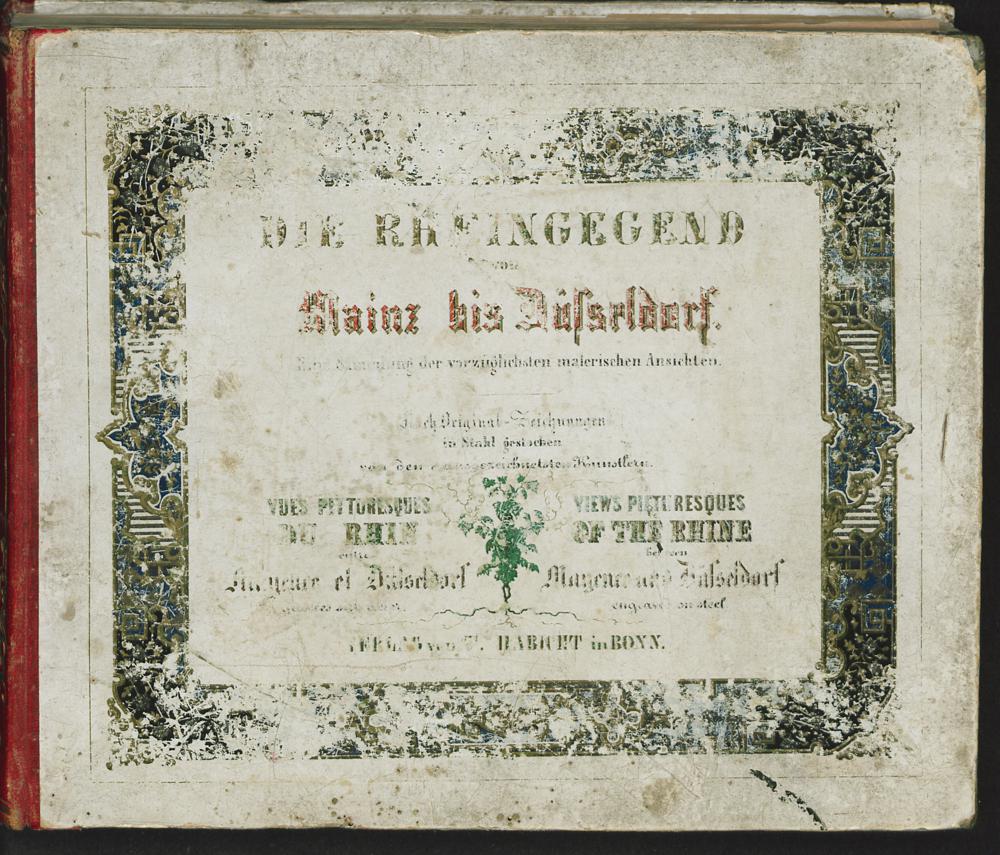 DIE RHEINGEGEND
von
Mainz bis Düsseldorf.
Eine Sammlung der vorzüglichsten malerischen Ansichten.
Nach Original-Zeichnungen
in Stahl gestochen
von den ausgezeichnetsten Künstlern.
VUES PITTORESQUES
DU RHIN
entre
Mayence et Düsseldorf
VIEWS PICTURESQUES
OF THE RHINE
between
Mayence and Düsseldorf
engraved on steel
VERLAG von HABICHT in BONN.